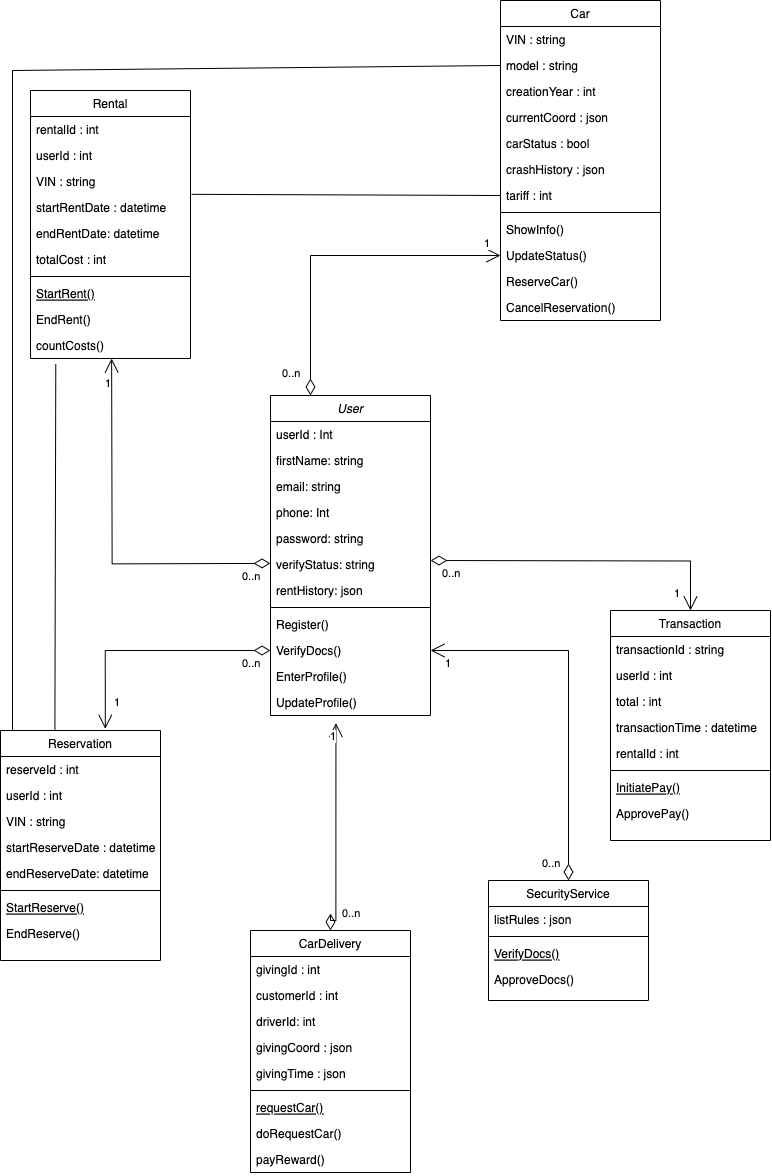 Car
VIN : string
model : string
creationYear : int
currentCoord : json
carStatus : bool
crashHistory : json
tariff : int
ShowInfo()
UpdateStatus()
ReserveCar()
CancelReservation()
Rental
rentalId : int
userId : int
VIN : string
startRentDate : datetime
endRentDate: datetime
totalCost : int
StartRent()
EndRent()
countCosts()
1
0..n
1
User
userId : Int
firstName: string
email: string
phone: Int
password: string
verifyStatus: string
rentHistory: json
Register()
VerifyDocs()
EnterProfile()
UpdateProfile()
0..n
0..n
0..n
1
1
1
1
Transaction
transactionId : string
userId : int
total : int
transactionTime : datetime
rentalId : int
InitiatePay()
ApprovePay()
Reservation
reserveId : int
userId : int
VIN : string
startReserveDate : datetime
endReserveDate: datetime
StartReserve()
EndReserve()
0..n
SecurityService
listRules : json
VerifyDocs()
ApproveDocs()
0..n
CarDelivery
givingId : int
customerId : int
driverId: int
givingCoord : json
givingTime : json
requestCar()
doRequestCar()
payReward()